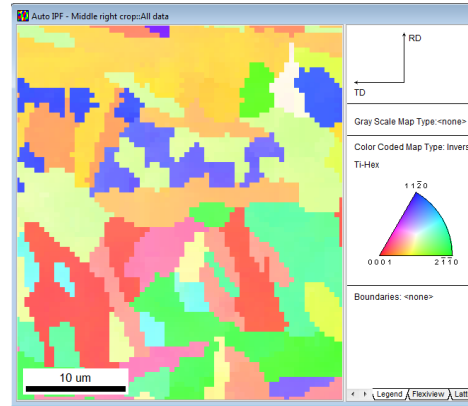 Auto IPF - Middle right crop::All data
RD
TD
Gray Scale Map Type:<none>
Color Coded Map Type: Invers
Ti-Hex
1 1 2̄ 0
0 0 0 1
2 1̄ 1̄ 0
Boundaries: <none>
10 um
Legend
Flexiview
Latt